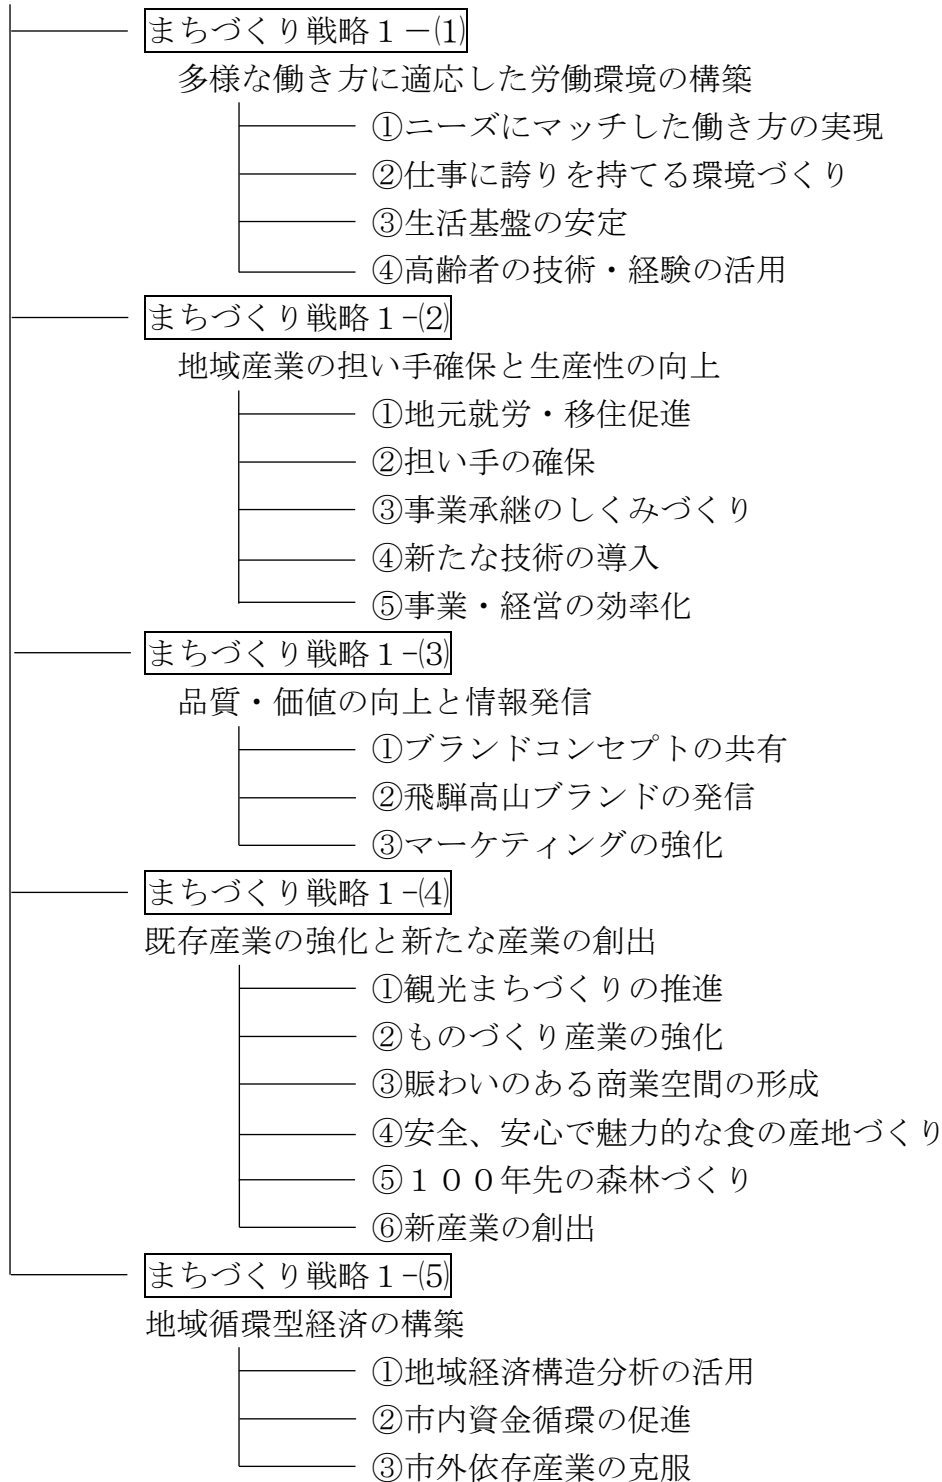 まちづくり戦略１－⑴
多様な働き方に適応した労働環境の構築
①ニーズにマッチした働き方の実現
②仕事に誇りを持てる環境づくり
③生活基盤の安定
④高齢者の技術・経験の活用
まちづくり戦略１-⑵
地域産業の担い手確保と生産性の向上
①地元就労・移住促進
②担い手の確保
③事業承継のしくみづくり
④新たな技術の導入
⑤事業・経営の効率化
まちづくり戦略１-⑶
品質・価値の向上と情報発信
①ブランドコンセプトの共有
②飛騨高山ブランドの発信
③マーケティングの強化
まちづくり戦略１-⑷
既存産業の強化と新たな産業の創出
①観光まちづくりの推進
②ものづくり産業の強化
③賑わいのある商業空間の形成
④安全、安心で魅力的な食の産地づくり
⑤１００年先の森林づくり
⑥新産業の創出
まちづくり戦略１-⑸
地域循環型経済の構築
①地域経済構造分析の活用
②市内資金循環の促進
③市外依存産業の克服